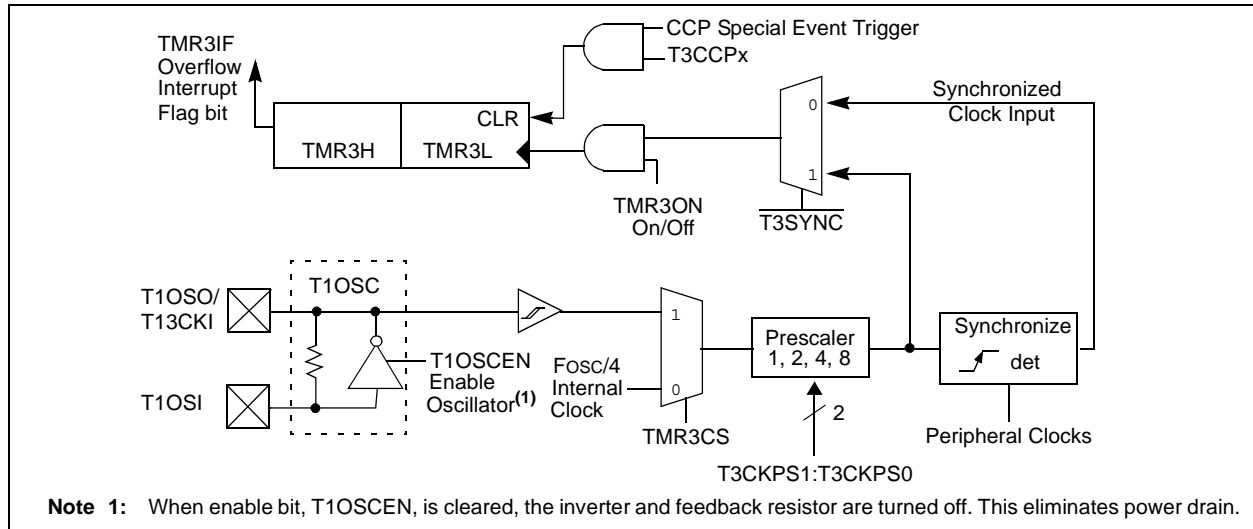 CCP Special Event Trigger
T3CCPx
TMR3IF
Overflow
Interrupt
Flag bit
CLR
TMR3H
TMR3L
TMR3ON
On/Off
0
1
T3SYNC
Synchronized
Clock Input
T1OSO/
T13CKI
T1OSI
T1OSC
T1OSCEN
Enable
Oscillator(1)
FOSC/4
Internal
Clock
1
0
TMR3CS
Prescaler
1, 2, 4, 8
2
T3CKPS1:T3CKPS0
Synchronize
det
Peripheral Clocks
Note 1: When enable bit, T1OSCEN, is cleared, the inverter and feedback resistor are turned off. This eliminates power drain.